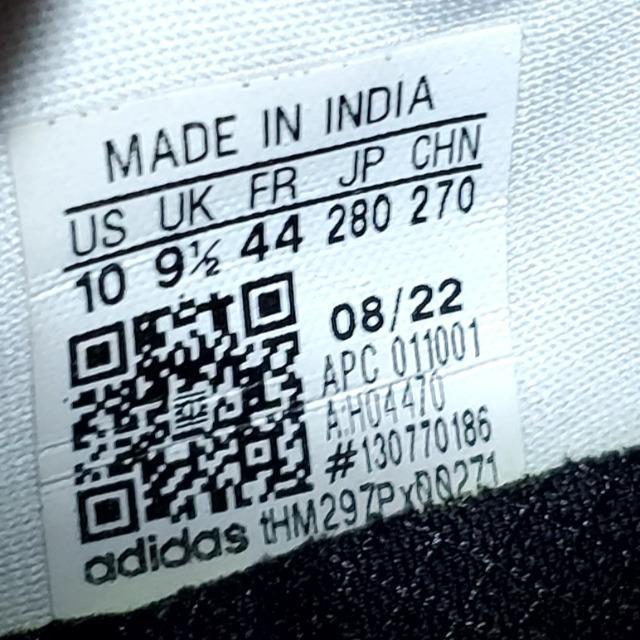 MADE IN INDIA
US UK FR JP CHN
10 9½ 44 280 270
08/22
APC 011001
A:H04470
#130770186
adidas tHM297PxD0271